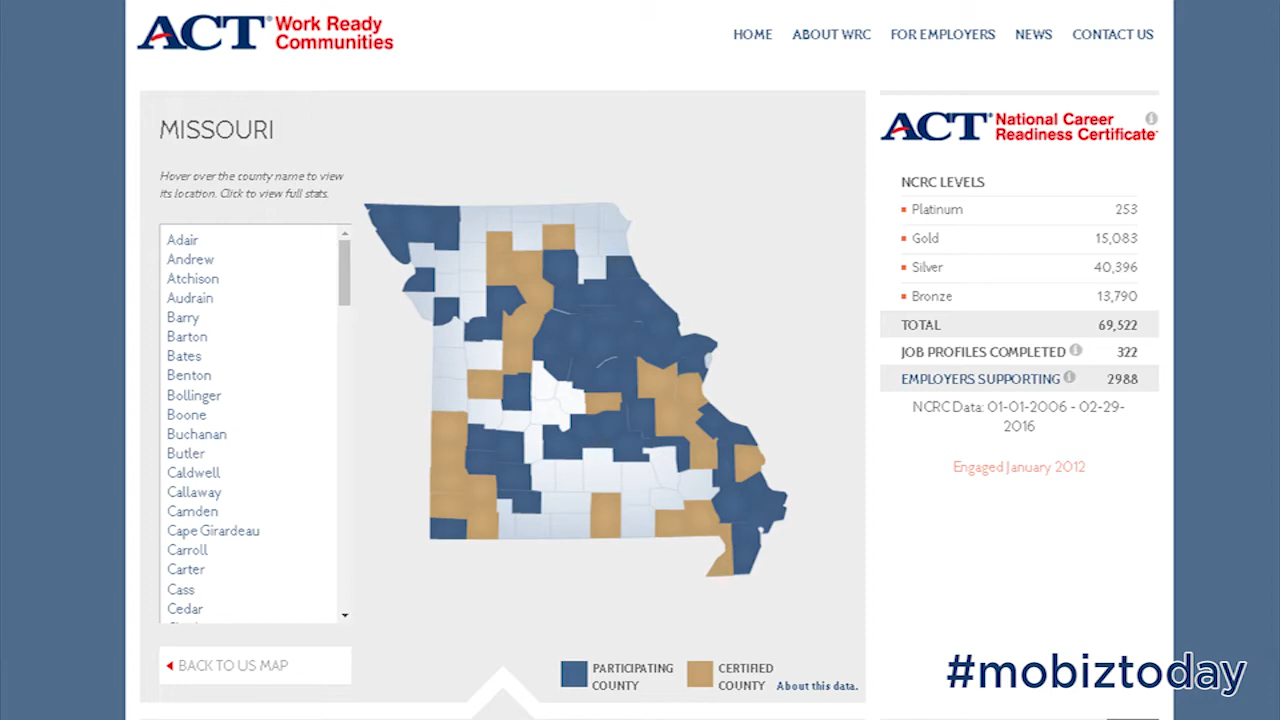 ACT® Work Ready
Communities
HOME ABOUT WRC FOR EMPLOYERS NEWS CONTACT US
MISSOURI
Hover over the county name to view
its location. Click to view full stats.
Adair
Andrew
Atchison
Audrain
Barry
Barton
Bates
Benton
Bollinger
Boone
Buchanan
Butler
Caldwell
Callaway
Camden
Cape Girardeau
Carroll
Carter
Cass
Cedar
BACK TO US MAP
PARTICIPATING
COUNTY
CERTIFIED
COUNTY
About this data.
ACT® National Career
Readiness Certificate®
NCRC LEVELS
Platinum 253
Gold 15,083
Silver 40,396
Bronze 13,790
TOTAL 69,522
JOB PROFILES COMPLETED 322
EMPLOYERS SUPPORTING 2988
NCRC Data: 01-01-2006 - 02-29-
2016
Engaged January 2012
#mobiztoday